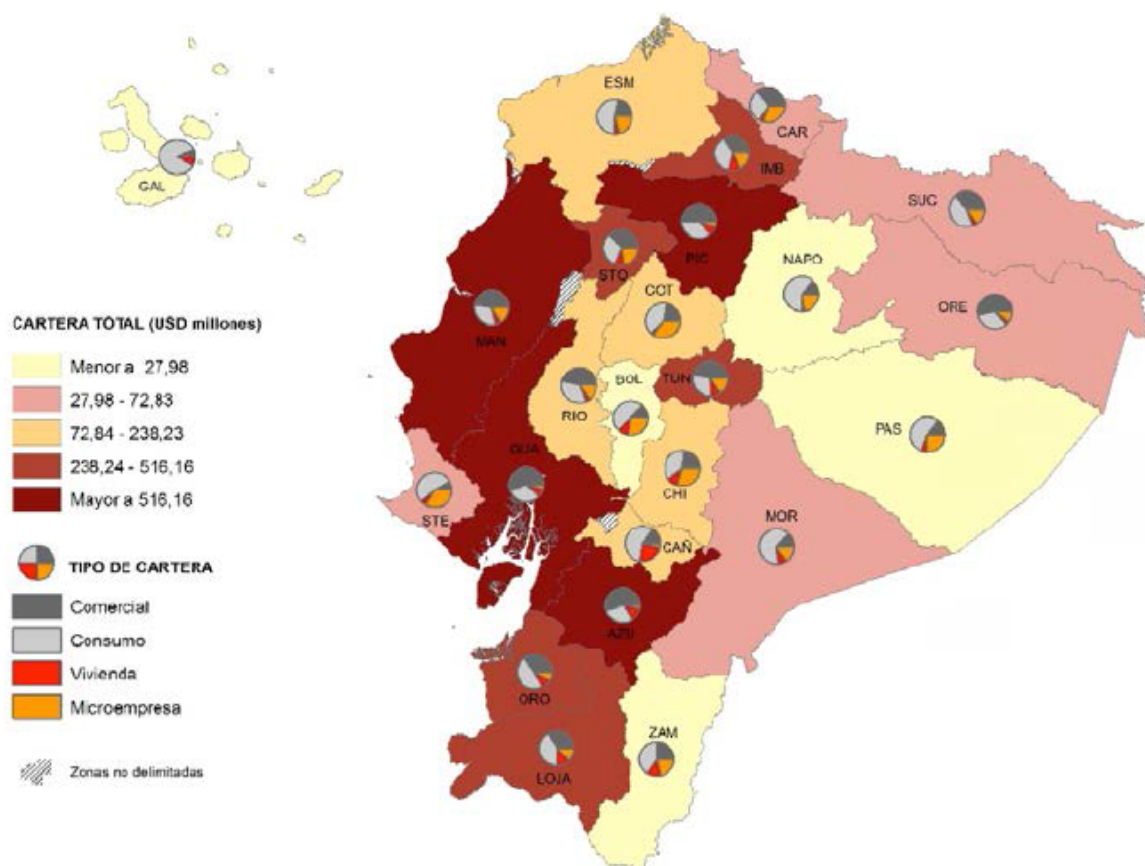 ESM
CAR
IMB
GAL
SUC
PIC
NAPO
STO
COT
ORE
CARTERA TOTAL (USD millones)
MAN
Menor a 27,98
BOL
TUN
27,98 - 72,83
RIO
PAS
72,84 - 238,23
GUA
238,24 - 516,16
CHI
Mayor a 516,16
STE
MOR
CAÑ
TIPO DE CARTERA
Comercial
AZU
Consumo
Vivienda
ORO
Microempresa
ZAM
Zonas no delimitadas
LOJA